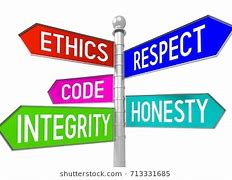 ETHICS
RESPECT
CODE
HONESTY
INTEGRITY
shutterstock.com · 713331685